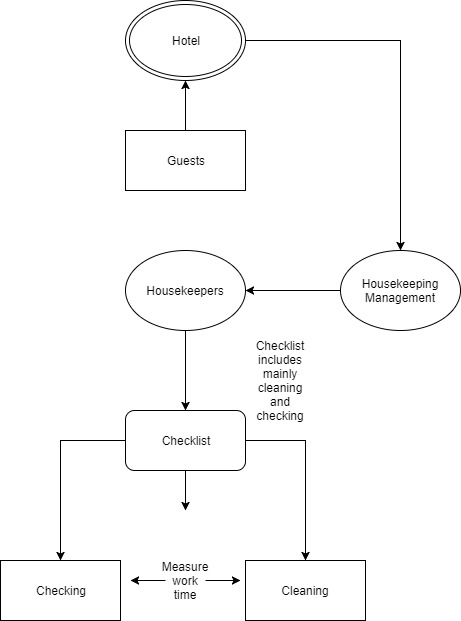 Hotel
Guests
Housekeepers
Housekeeping
Management
Checklist
includes
mainly
cleaning
and
checking
Checklist
Measure
work
time
Checking
Cleaning